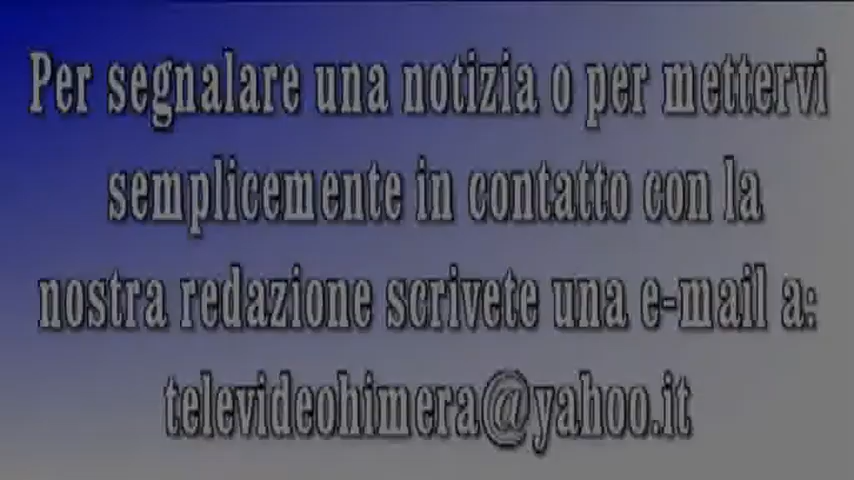 Per segnalare una notizia o per mettervi
semplicemente in contatto con la
nostra redazione scrivete una e-mail a:
televideohimera@yahoo.it